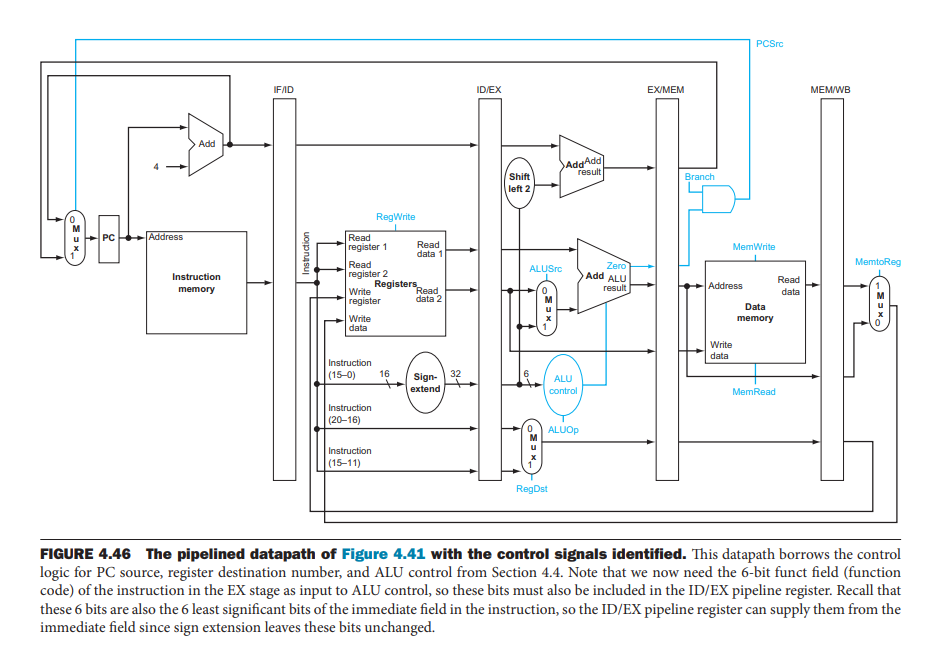 PCSrc
IF/ID
ID/EX
EX/MEM
MEM/WB
Add
4
Add
Add
result
Shift
left 2
Branch
0
M
u
x
1
PC
Address
Instruction
memory
Instruction
RegWrite
Read
register 1
Read
data 1
Read
register 2
Registers
Write
register
Read
data 2
Write
data
ALUSrc
0
M
u
x
1
Add
Zero
ALU
result
MemWrite
Address
Read
data
Data
memory
Write
data
MemRead
MemtoReg
1
M
u
x
0
Instruction
(15–0)
16
Sign-
extend
32
6
ALU
control
ALUOp
Instruction
(20–16)
Instruction
(15–11)
0
M
u
x
1
RegDst
FIGURE 4.46 The pipelined datapath of Figure 4.41 with the control signals identified. This datapath borrows the control
logic for PC source, register destination number, and ALU control from Section 4.4. Note that we now need the 6-bit funct field (function
code) of the instruction in the EX stage as input to ALU control, so these bits must also be included in the ID/EX pipeline register. Recall that
these 6 bits are also the 6 least significant bits of the immediate field in the instruction, so the ID/EX pipeline register can supply them from the
immediate field since sign extension leaves these bits unchanged.